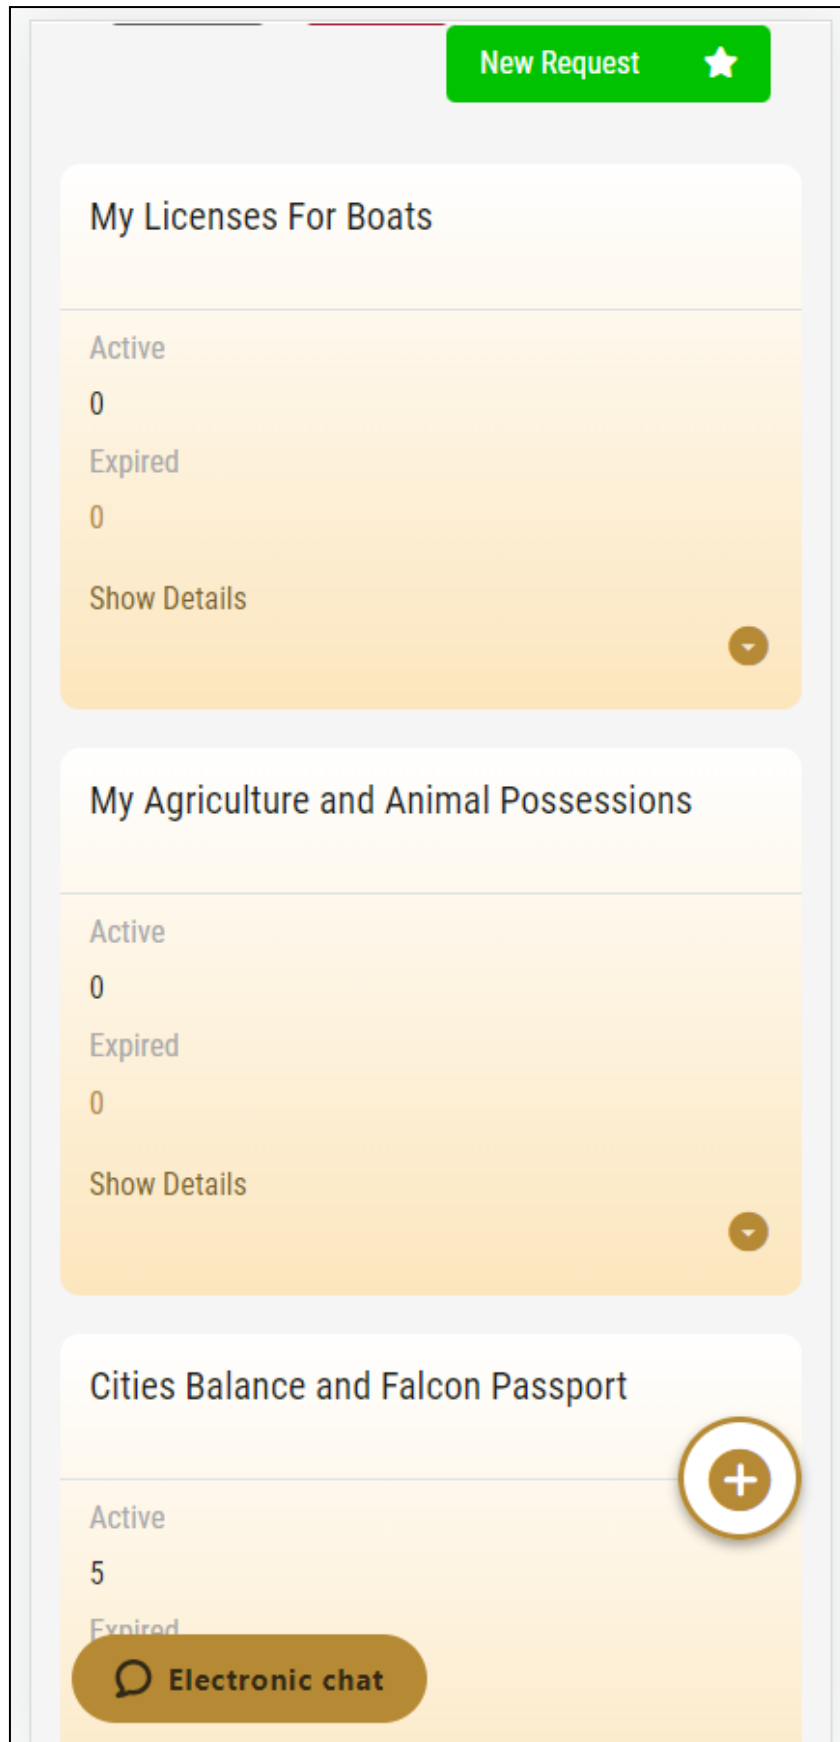 New Request
My Licenses For Boats
Active
0
Expired
0
Show Details
My Agriculture and Animal Possessions
Active
0
Expired
0
Show Details
Cities Balance and Falcon Passport
Active
5
Expired
Electronic chat